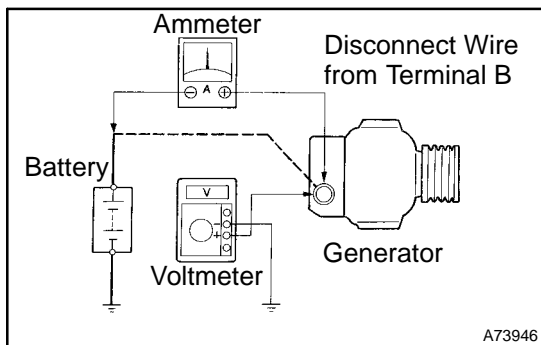 Ammeter
Disconnect Wire
from Terminal B
− A +
Battery
V
−
+
Voltmeter
Generator
A73946